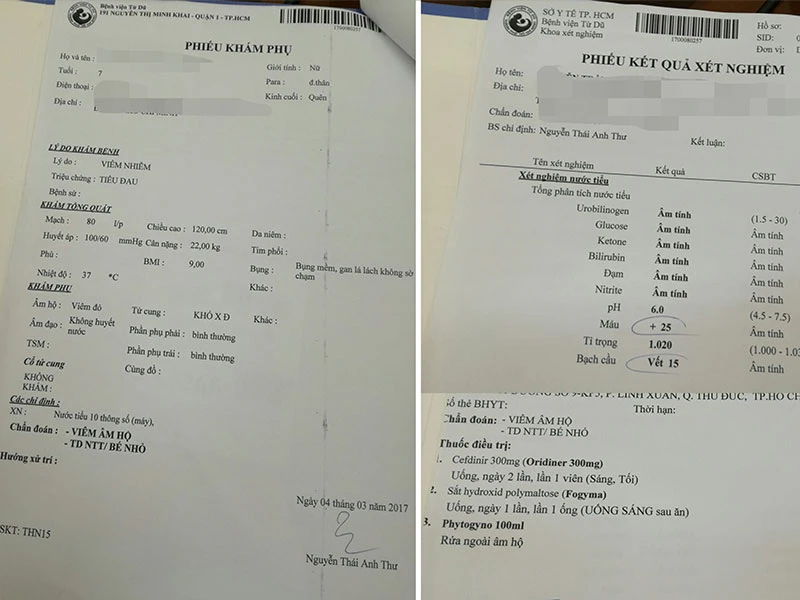 Bệnh viện Từ Dũ
191 NGUYỄN THỊ MINH KHAI - QUẬN 1 - TP.HCM
1700080257
PHIẾU KHÁM PHỤ
Họ và tên :
Giới tính : Nữ
Tuổi : 7
Para : đ.thân
Điện thoại :
Kinh cuối : Quên
Địa chỉ :
LÝ DO KHÁM BỆNH
Lý do : VIÊM NHIỄM
Triệu chứng : TIỂU ĐAU
Bệnh sử :
KHÁM TỔNG QUÁT
Mạch : 80 l/p Chiều cao : 120,00 cm Da niêm :
Huyết áp : 100/60 mmHg Cân nặng : 22,00 kg Tim phổi :
Phù : BMI : 9,00 Bụng : Bụng mềm, gan lá lách không sờ chạm
Nhiệt độ : 37 °C Khác :
KHÁM PHỤ
Âm hộ : Viêm đỏ Tử cung : KHÓ X Đ Khác :
Âm đạo : Không huyết nước Phần phụ phải : bình thường
TSM : Phần phụ trái : bình thường
Cổ tử cung Cùng đồ :
KHÔNG
KHÁM :
Các chỉ định :
XN : Nước tiểu 10 thông số (máy),
Chẩn đoán : - VIÊM ÂM HỘ
- TD NTT/ BÉ NHỎ
Hướng xử trí :
Ngày 04 tháng 03 năm 2017
Nguyễn Thái Anh Thư
SKT: THN15
SỞ Y TẾ TP. HCM
Bệnh viện Từ Dũ
Khoa xét nghiệm
1700080257
Hồ sơ:
SID:
Đơn vị:
PHIẾU KẾT QUẢ XÉT NGHIỆM
Họ tên:
Địa chỉ:
Chẩn đoán:
BS chỉ định: Nguyễn Thái Anh Thư
Kết luận:
Tên xét nghiệm Kết quả CSBT
Xét nghiệm nước tiểu
Tổng phân tích nước tiểu
Urobilinogen Âm tính (1.5 - 30)
Glucose Âm tính Âm tính
Ketone Âm tính Âm tính
Bilirubin Âm tính Âm tính
Đạm Âm tính Âm tính
Nitrite Âm tính Âm tính
pH 6.0 (4.5 - 7.5)
Máu + 25 Âm tính
Tỉ trọng 1.020 (1.000 - 1.03
Bạch cầu Vết 15 Âm tính
P. LINH XUÂN, Q. THỦ ĐỨC, TP.HỒ CH
Số thẻ BHYT: Thời hạn:
Chẩn đoán: - VIÊM ÂM HỘ
- TD NTT/ BÉ NHỎ
Thuốc điều trị:
1. Cefdinir 300mg (Oridiner 300mg)
Uống, ngày 2 lần, lần 1 viên (Sáng, Tối)
2. Sắt hydroxid polymaltose (Fogyma)
Uống, ngày 1 lần, lần 1 ống (UỐNG SÁNG sau ăn)
3. Phytogyno 100ml
Rửa ngoài âm hộ